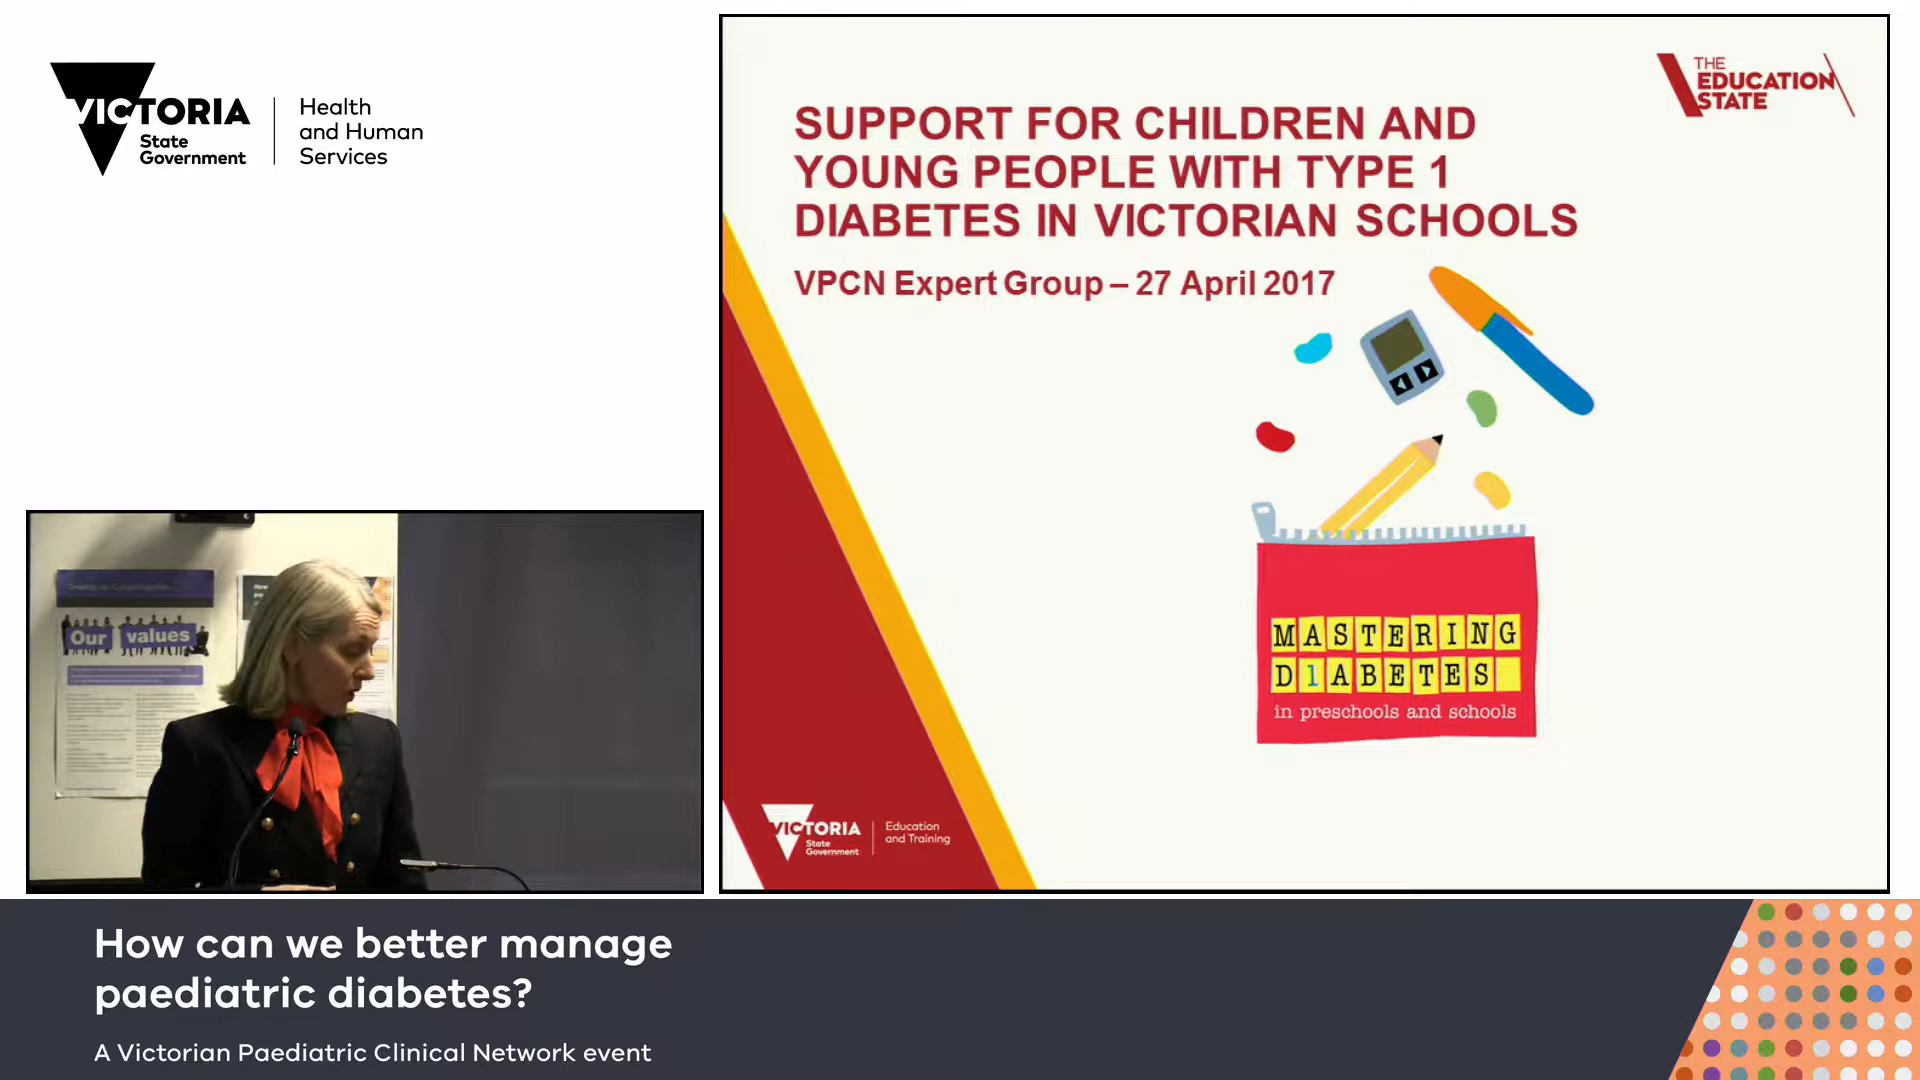 VICTORIA
State
Government
Health
and Human
Services
THE
EDUCATION
STATE
SUPPORT FOR CHILDREN AND
YOUNG PEOPLE WITH TYPE 1
DIABETES IN VICTORIAN SCHOOLS
VPCN Expert Group – 27 April 2017
MASTERING
D1ABETES
in preschools and schools
VICTORIA
State
Government
Education
and Training
Our values
How can we better manage
paediatric diabetes?
A Victorian Paediatric Clinical Network event